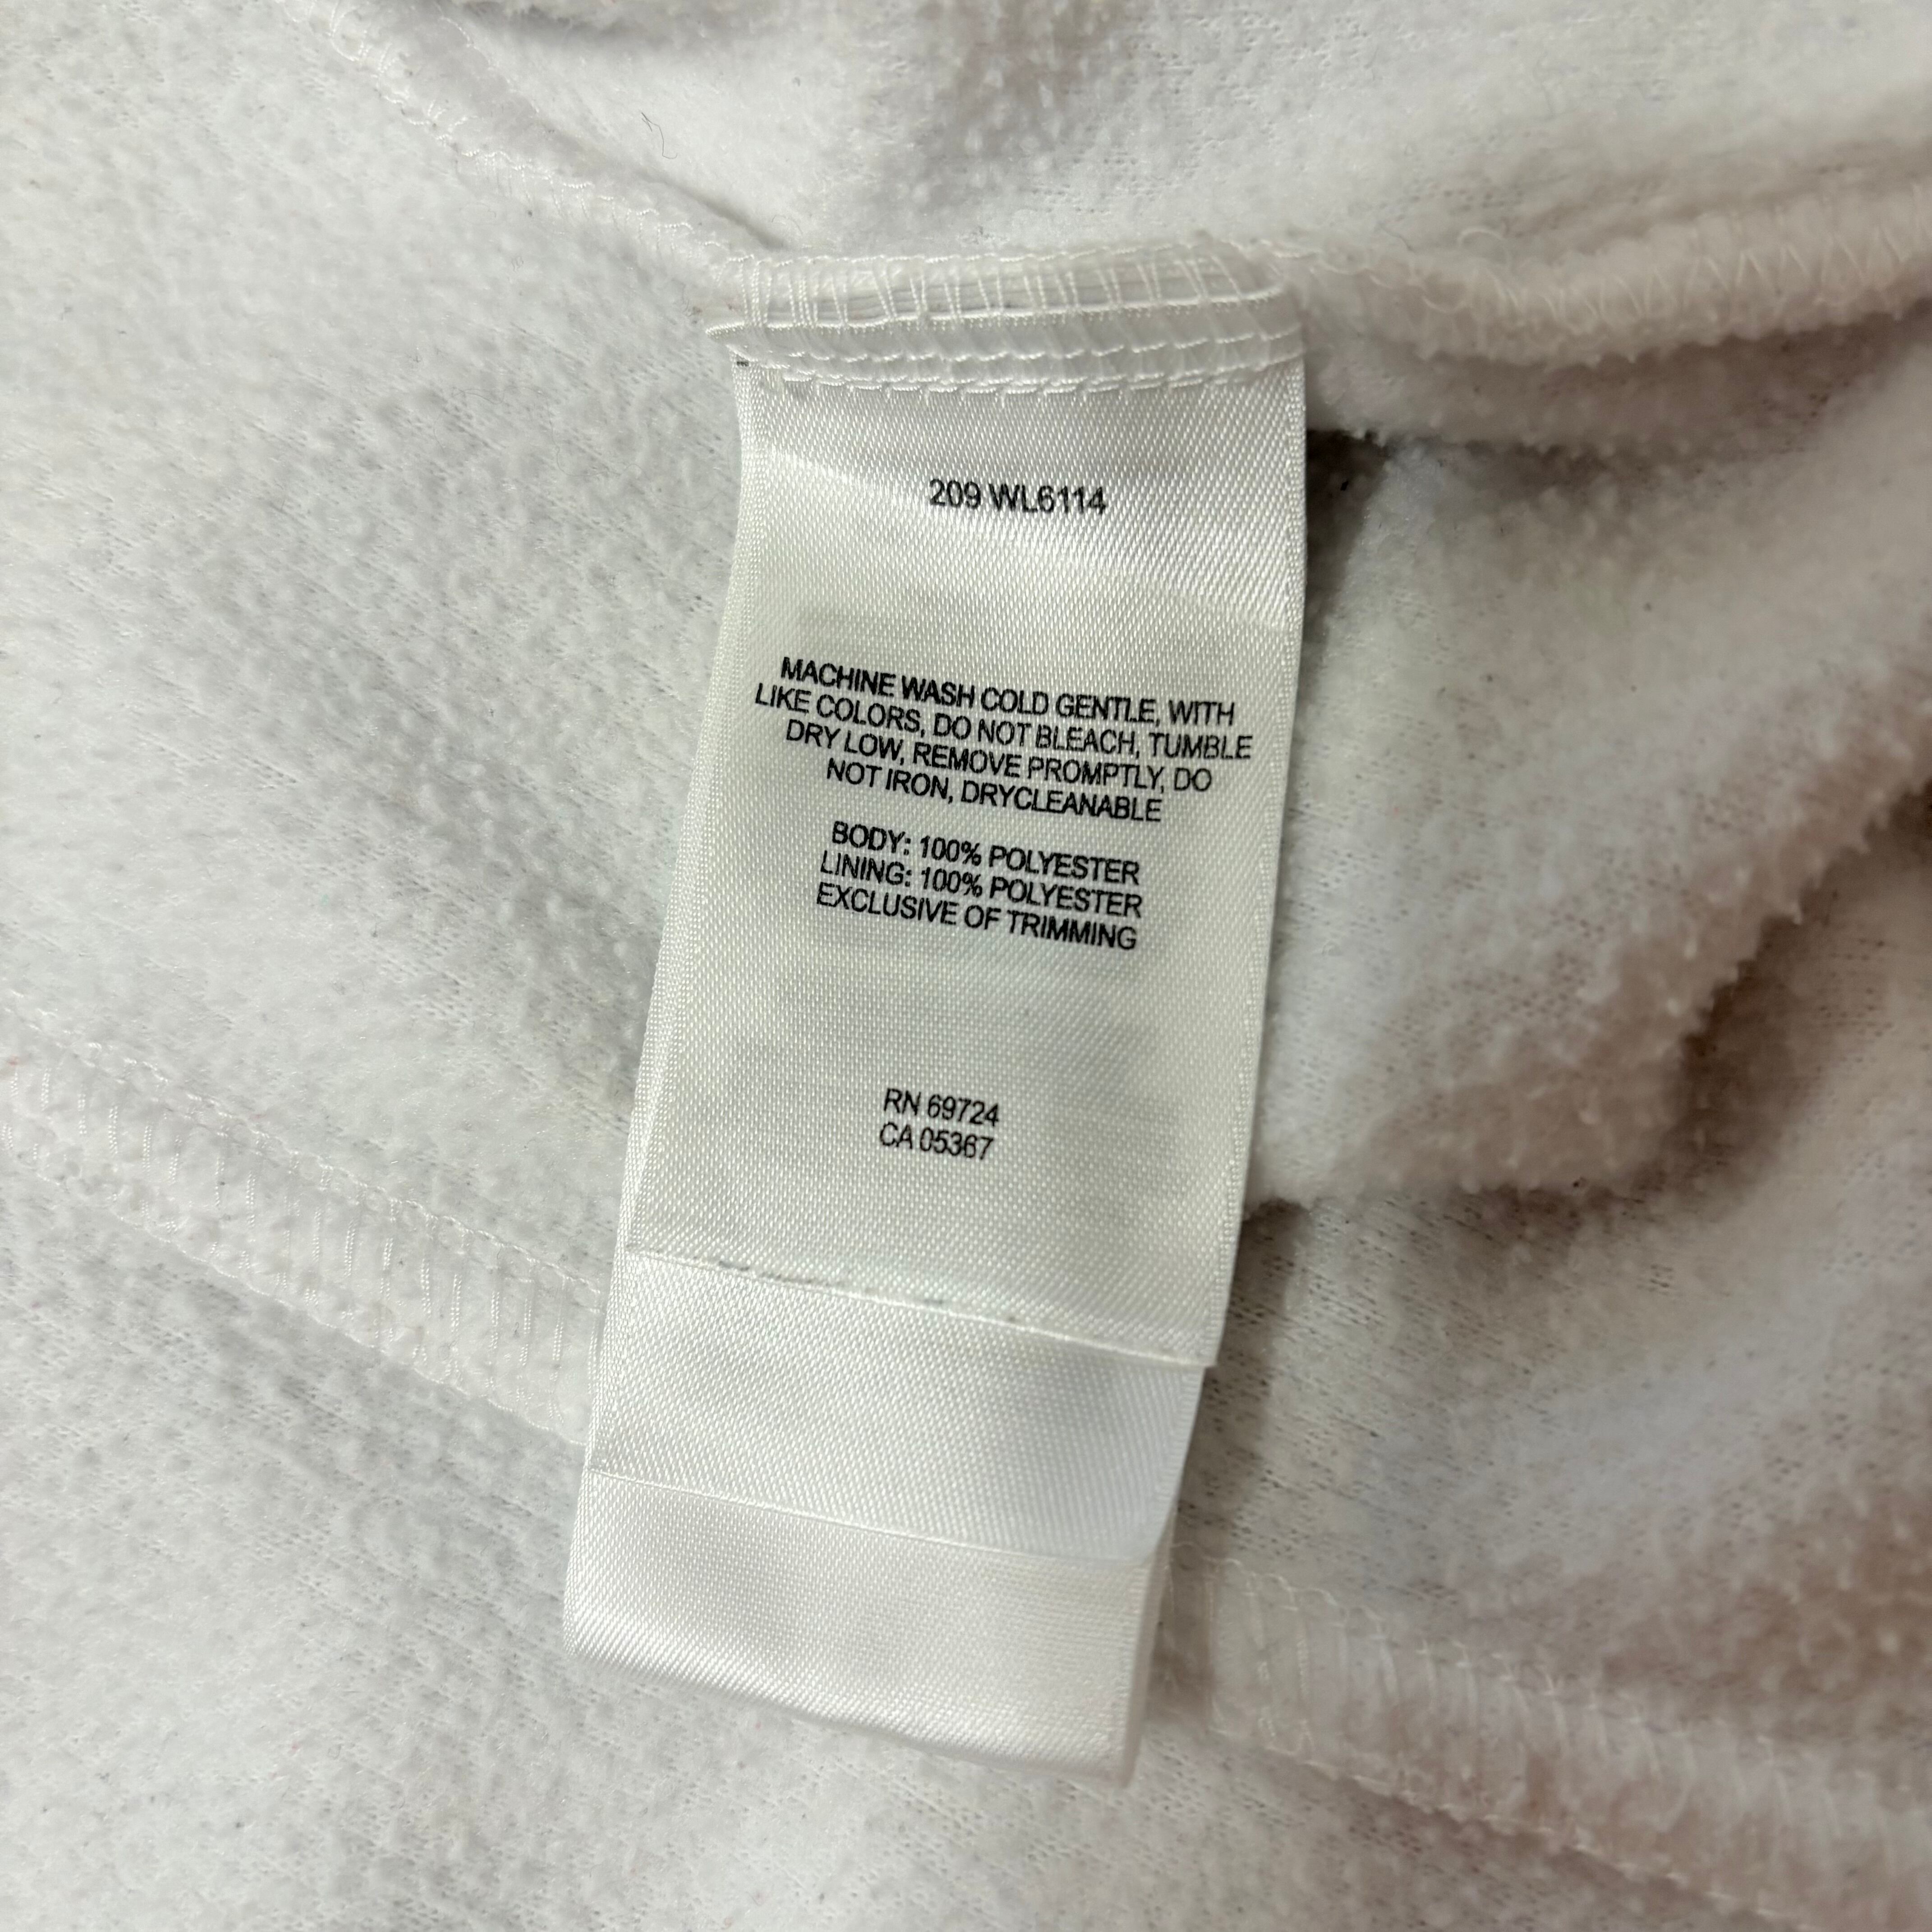 209 WL6114
MACHINE WASH COLD GENTLE, WITH
LIKE COLORS, DO NOT BLEACH, TUMBLE
DRY LOW, REMOVE PROMPTLY, DO
NOT IRON, DRYCLEANABLE
BODY: 100% POLYESTER
LINING: 100% POLYESTER
EXCLUSIVE OF TRIMMING
RN 69724
CA 05367